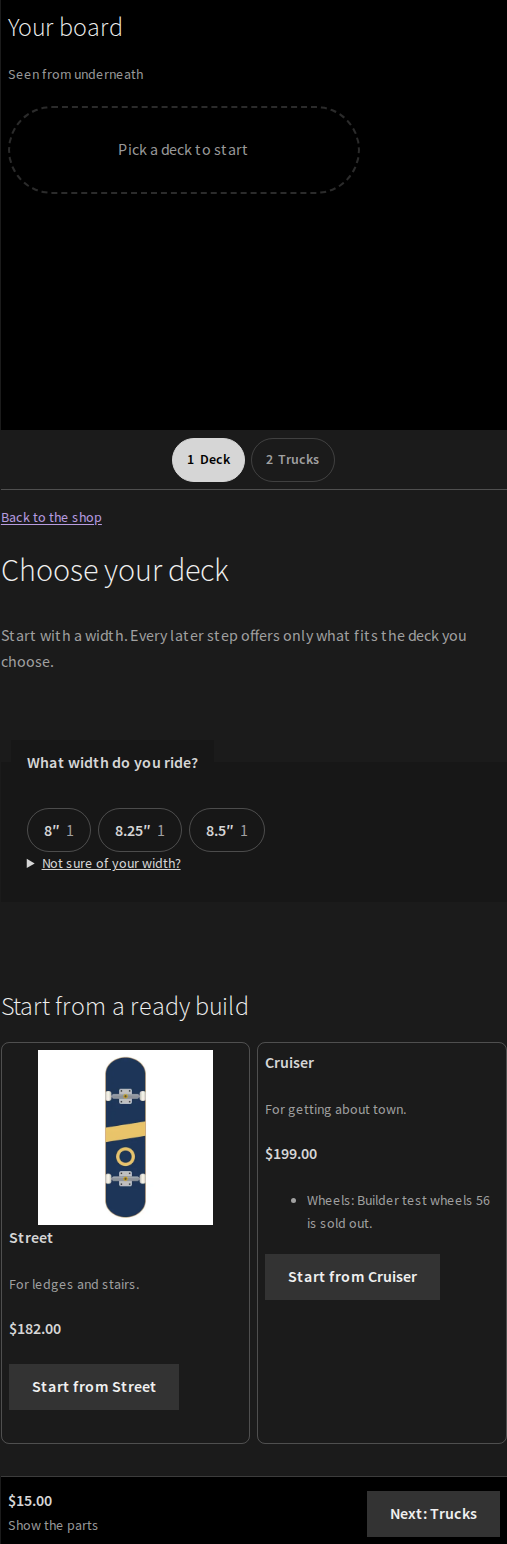 Your board
Seen from underneath
Pick a deck to start
1 Deck
2 Trucks
Back to the shop
Choose your deck
Start with a width. Every later step offers only what fits the deck you
choose.
What width do you ride?
8″ 1
8.25″ 1
8.5″ 1
Not sure of your width?
Start from a ready build
Street
For ledges and stairs.
$182.00
Start from Street
Cruiser
For getting about town.
$199.00
• Wheels: Builder test wheels 56
is sold out.
Start from Cruiser
$15.00
Show the parts
Next: Trucks